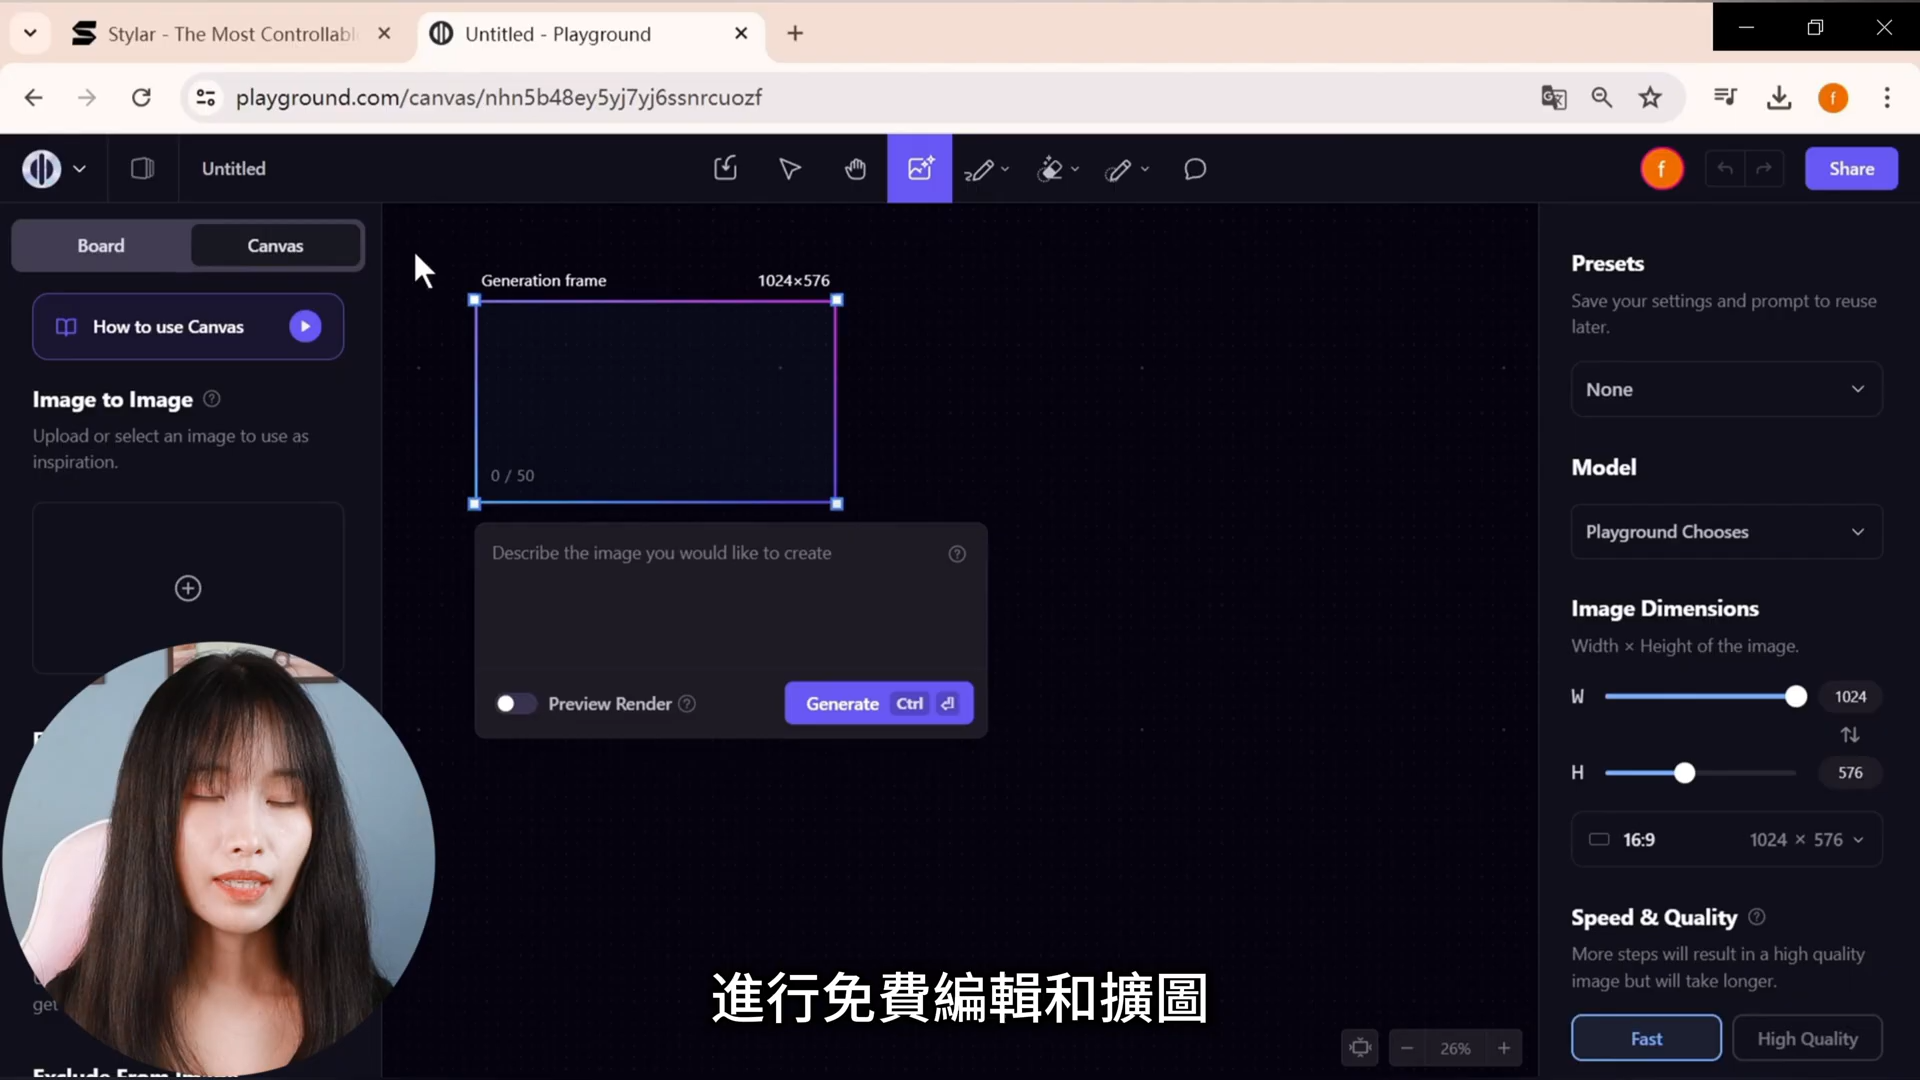 Stylar - The Most Controllabl
Untitled - Playground
playground.com/canvas/nhn5b48ey5yj7yj6ssnrcuozf
f
Untitled
f
Share
Board
Canvas
How to use Canvas
Image to Image
Upload or select an image to use as
inspiration.
get
Generation frame
1024×576
0 / 50
Describe the image you would like to create
Preview Render
Generate Ctrl
進行免費編輯和擴圖
26%
Presets
Save your settings and prompt to reuse
later.
None
Model
Playground Chooses
Image Dimensions
Width × Height of the image.
W
1024
H
576
16:9
1024 × 576
Speed & Quality
More steps will result in a high quality
image but will take longer.
Fast
High Quality